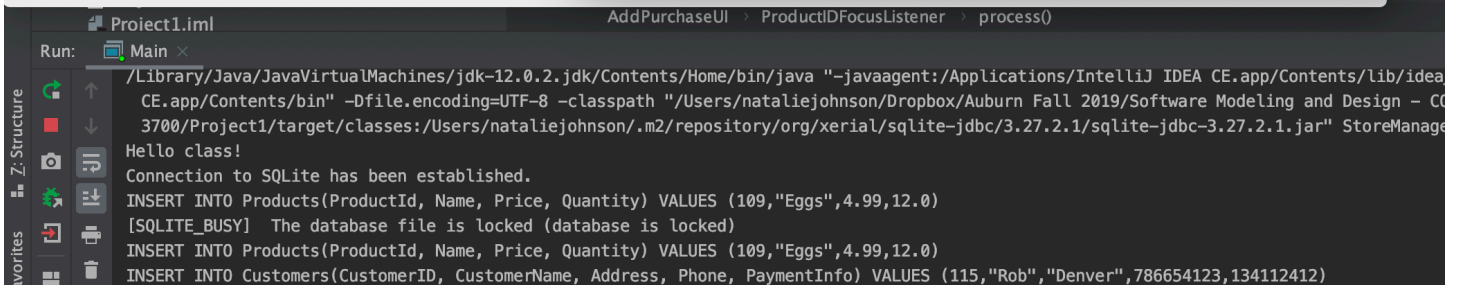 Project1.iml
AddPurchaseUI > ProductIDFocusListener > process()
Run: Main ×
/Library/Java/JavaVirtualMachines/jdk-12.0.2.jdk/Contents/Home/bin/java "-javaagent:/Applications/IntelliJ IDEA CE.app/Contents/lib/idea_
CE.app/Contents/bin" -Dfile.encoding=UTF-8 -classpath "/Users/nataliejohnson/Dropbox/Auburn Fall 2019/Software Modeling and Design – CO
3700/Project1/target/classes:/Users/nataliejohnson/.m2/repository/org/xerial/sqlite-jdbc/3.27.2.1/sqlite-jdbc-3.27.2.1.jar" StoreManage
Hello class!
Connection to SQLite has been established.
INSERT INTO Products(ProductId, Name, Price, Quantity) VALUES (109,"Eggs",4.99,12.0)
[SQLITE_BUSY]  The database file is locked (database is locked)
INSERT INTO Products(ProductId, Name, Price, Quantity) VALUES (109,"Eggs",4.99,12.0)
INSERT INTO Customers(CustomerID, CustomerName, Address, Phone, PaymentInfo) VALUES (115,"Rob","Denver",786654123,134112412)
Z: Structure
avorites